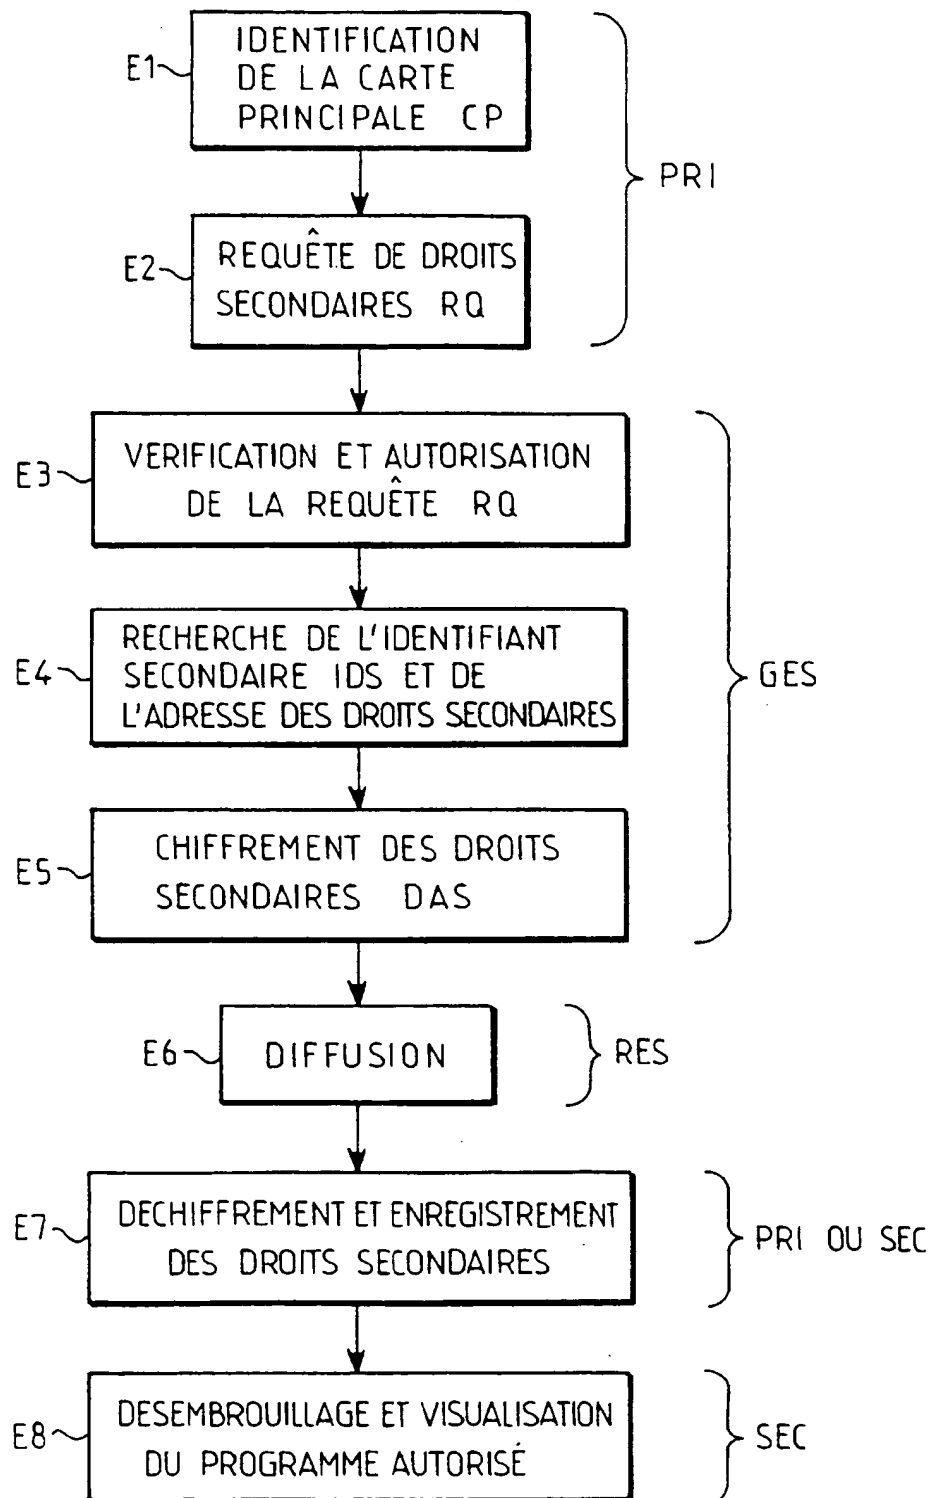 E1
IDENTIFICATION
DE LA CARTE
PRINCIPALE CP
PRI
E2
REQUÊTE DE DROITS
SECONDAIRES RQ
E3
VERIFICATION ET AUTORISATION
DE LA REQUÊTE RQ
E4
RECHERCHE DE L'IDENTIFIANT
SECONDAIRE IDS ET DE
L'ADRESSE DES DROITS SECONDAIRES
GES
E5
CHIFFREMENT DES DROITS
SECONDAIRES DAS
E6
DIFFUSION
RES
E7
DECHIFFREMENT ET ENREGISTREMENT
DES DROITS SECONDAIRES
PRI OU SEC
E8
DESEMBROUILLAGE ET VISUALISATION
DU PROGRAMME AUTORISÉ
SEC